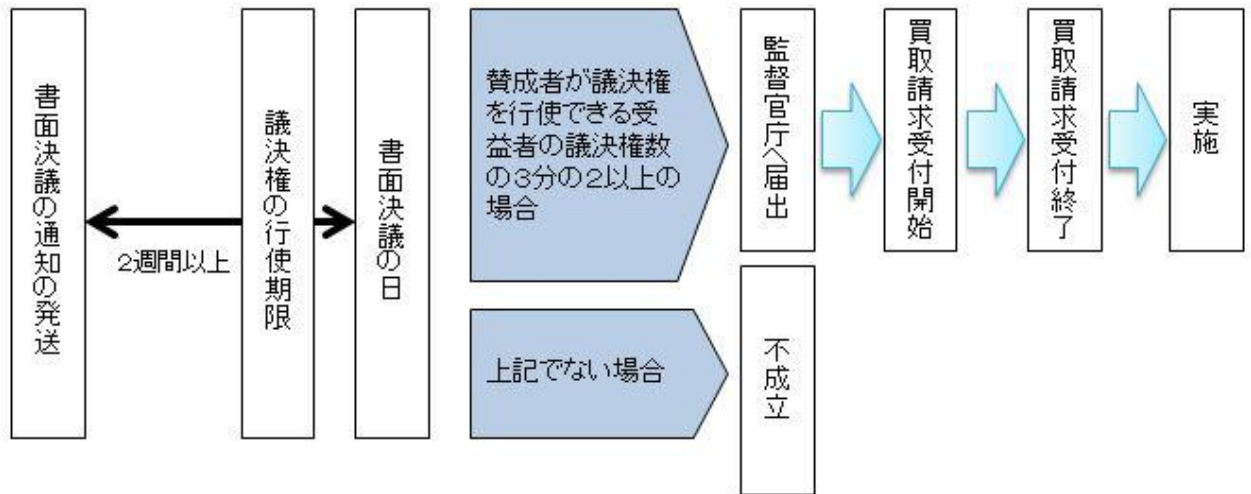 書面決議の通知の発送
2週間以上
議決権の行使期限
書面決議の日
賛成者が議決権
を行使できる受
益者の議決権数
の3分の2以上の
場合
監督官庁へ届出
買取請求受付開始
買取請求受付終了
実施
上記でない場合
不成立